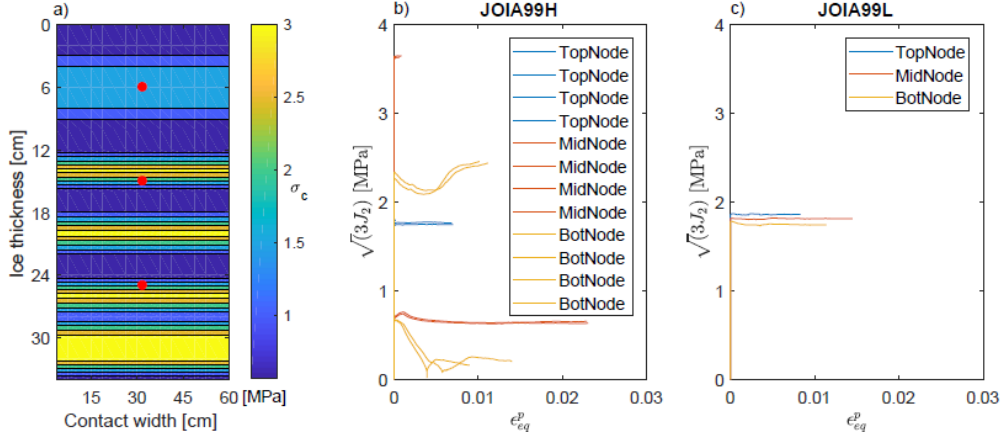 a)
0
6
12
18
24
30
Ice thickness [cm]
15
30
45
60
[MPa]
Contact width [cm]
3
2.5
2
1.5
1
σc
b)
JOIA99H
4
3
2
1
0
√(3J2) [MPa]
0
0.01
0.02
0.03
ϵ^p_eq
TopNode
TopNode
TopNode
TopNode
MidNode
MidNode
MidNode
MidNode
BotNode
BotNode
BotNode
BotNode
c)
JOIA99L
4
3
2
1
0
√(3J2) [MPa]
0
0.01
0.02
0.03
ϵ^p_eq
TopNode
MidNode
BotNode